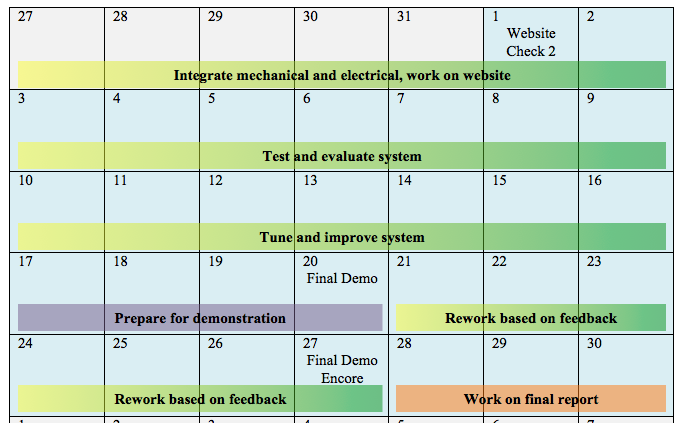 27 28 29 30 31 1 2
Website
Check 2
Integrate mechanical and electrical, work on website
3 4 5 6 7 8 9
Test and evaluate system
10 11 12 13 14 15 16
Tune and improve system
17 18 19 20 21 22 23
Final Demo
Prepare for demonstration Rework based on feedback
24 25 26 27 28 29 30
Final Demo
Encore
Rework based on feedback Work on final report